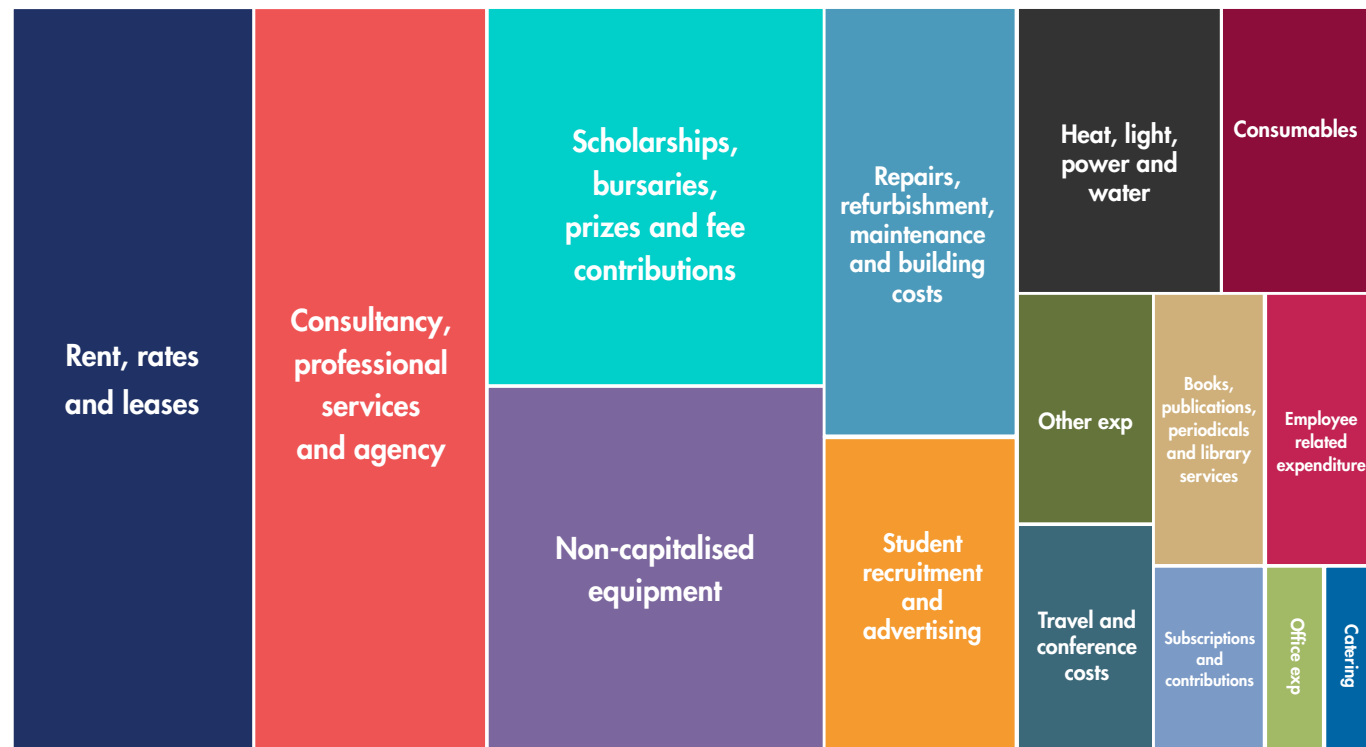 Rent, rates
and leases
Consultancy,
professional
services
and agency
Scholarships,
bursaries,
prizes and fee
contributions
Non-capitalised
equipment
Repairs,
refurbishment,
maintenance
and building
costs
Student
recruitment
and
advertising
Heat, light,
power and
water
Consumables
Other exp
Books,
publications,
periodicals
and library
services
Employee
related
expenditure
Travel and
conference
costs
Subscriptions
and
contributions
Office exp
Catering